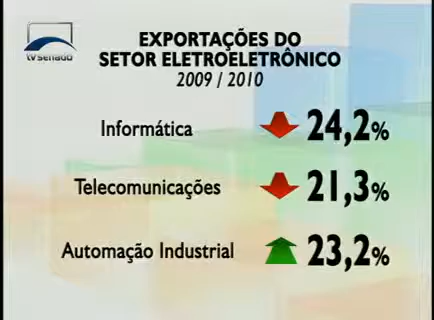 tv senado
EXPORTAÇÕES DO
SETOR ELETROELETRÔNICO
2009 / 2010
Informática 24,2%
Telecomunicações 21,3%
Automação Industrial 23,2%